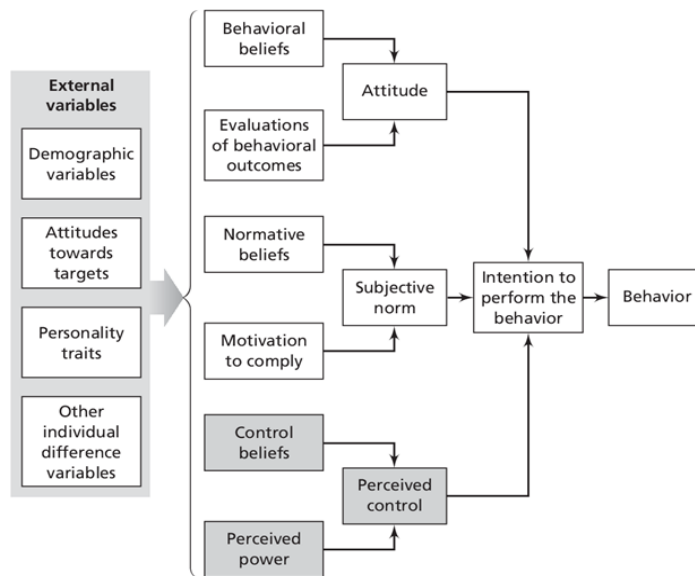 External
variables
Demographic
variables
Attitudes
towards
targets
Personality
traits
Other
individual
difference
variables
Behavioral
beliefs
Evaluations
of behavioral
outcomes
Attitude
Normative
beliefs
Motivation
to comply
Subjective
norm
Control
beliefs
Perceived
power
Perceived
control
Intention to
perform the
behavior
Behavior